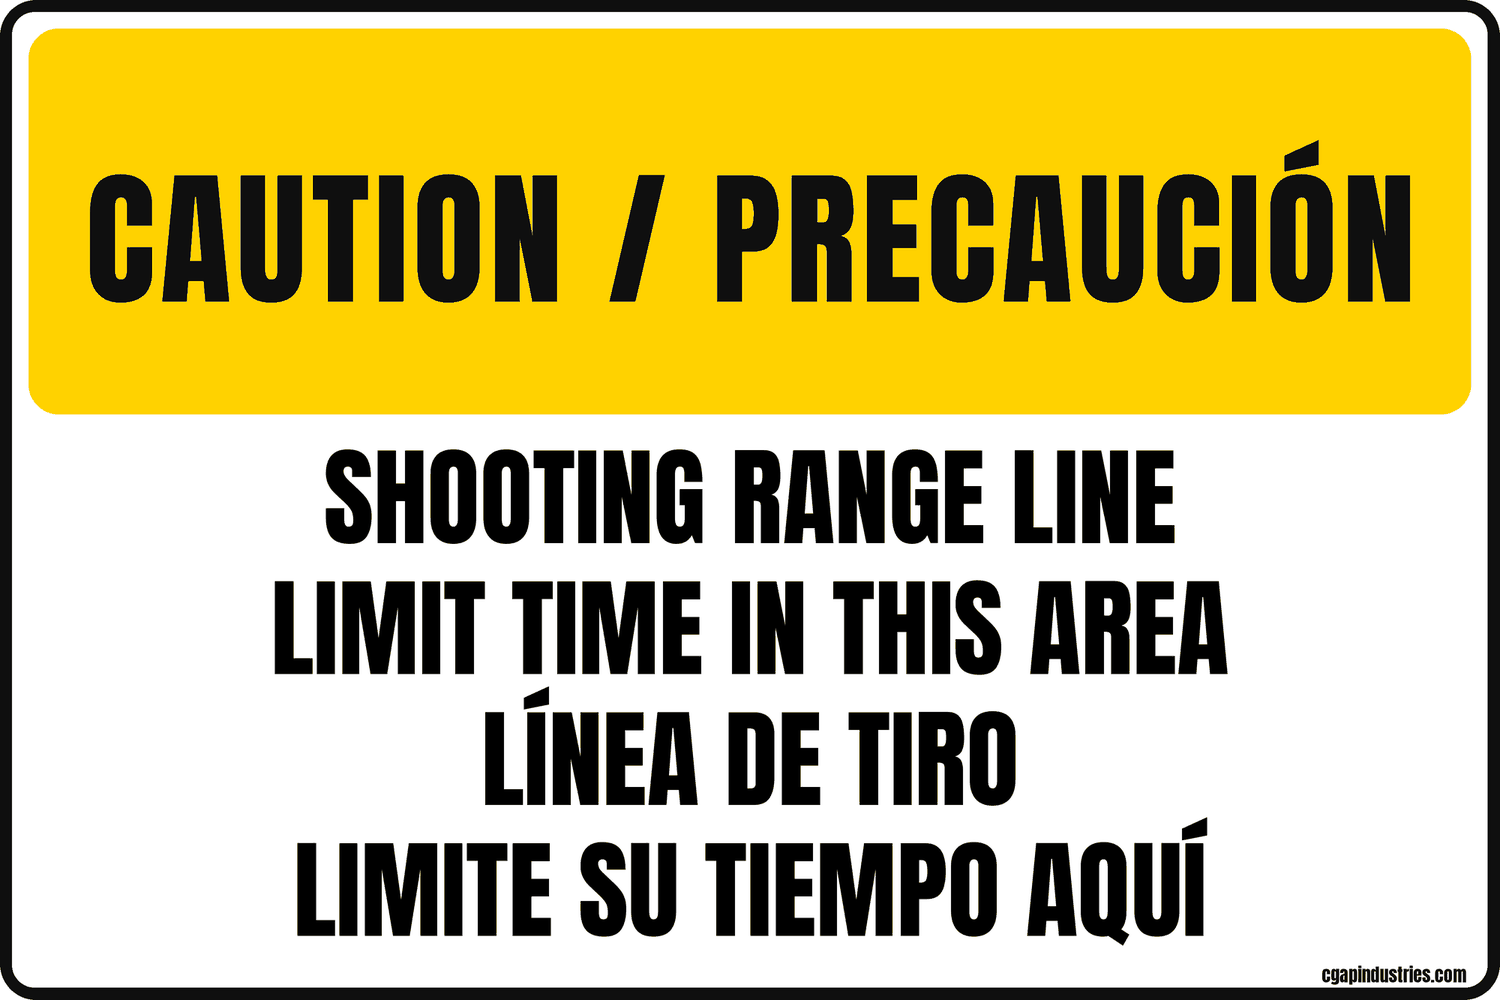 CAUTION / PRECAUCIÓN
SHOOTING RANGE LINE
LIMIT TIME IN THIS AREA
LÍNEA DE TIRO
LIMITE SU TIEMPO AQUÍ
cgapindustries.com